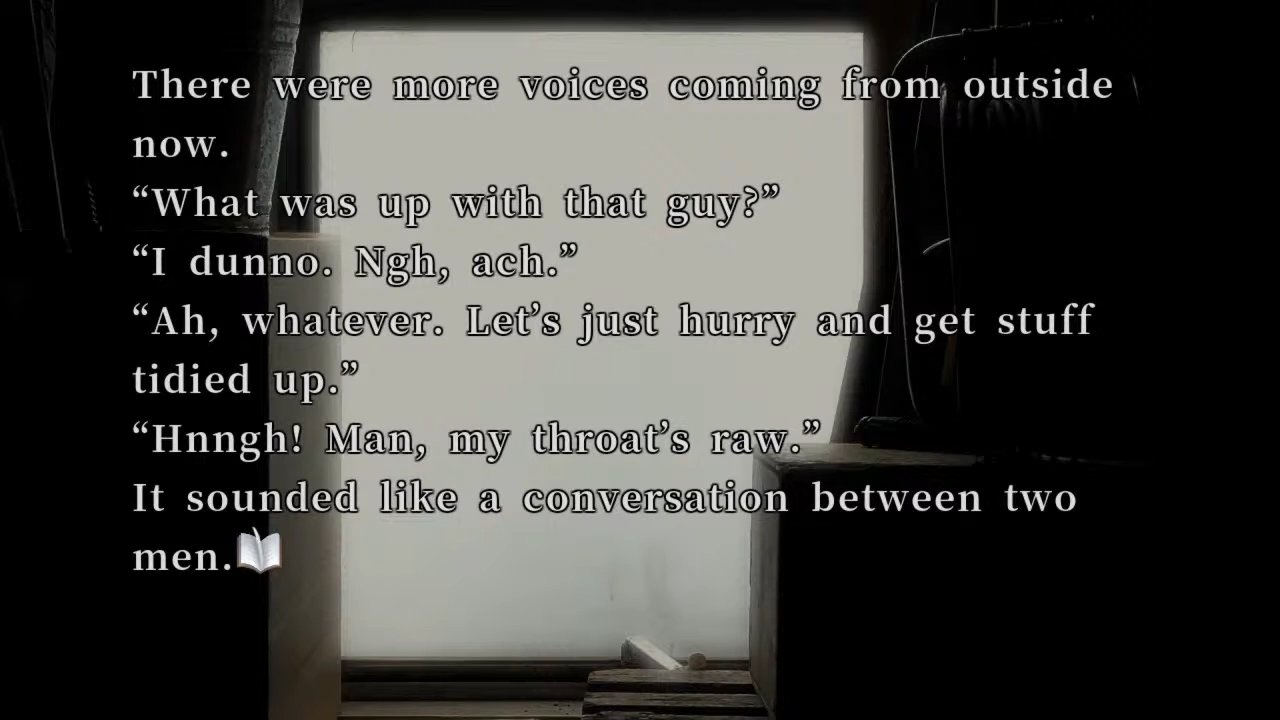 There were more voices coming from outside
now.
“What was up with that guy?”
“I dunno. Ngh, ach.”
“Ah, whatever. Let’s just hurry and get stuff
tidied up.”
“Hnngh! Man, my throat’s raw.”
It sounded like a conversation between two
men.